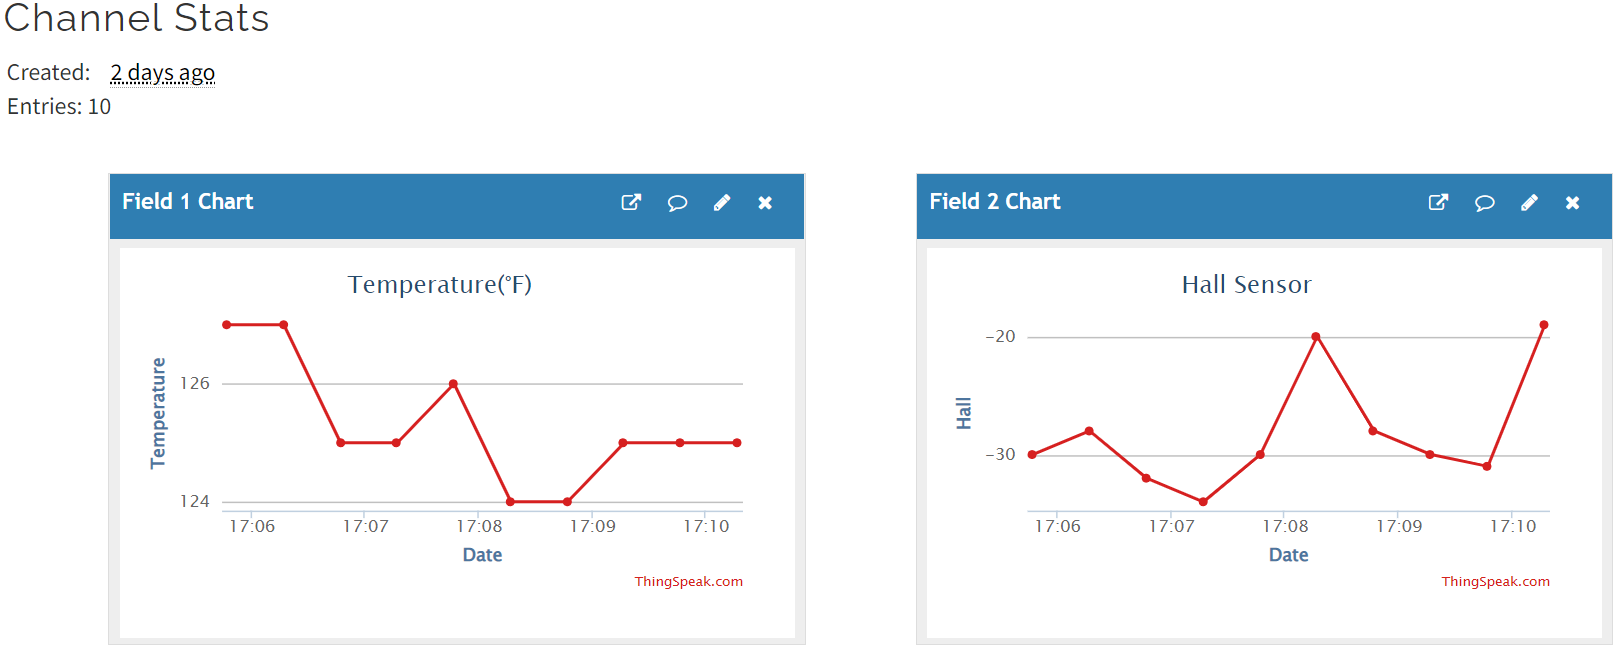 Channel Stats
Created: 2 days ago
Entries: 10
Field 1 Chart
Temperature(°F)
Temperature
126
124
17:06 17:07 17:08 17:09 17:10
Date
ThingSpeak.com
Field 2 Chart
Hall Sensor
Hall
-20
-30
17:06 17:07 17:08 17:09 17:10
Date
ThingSpeak.com